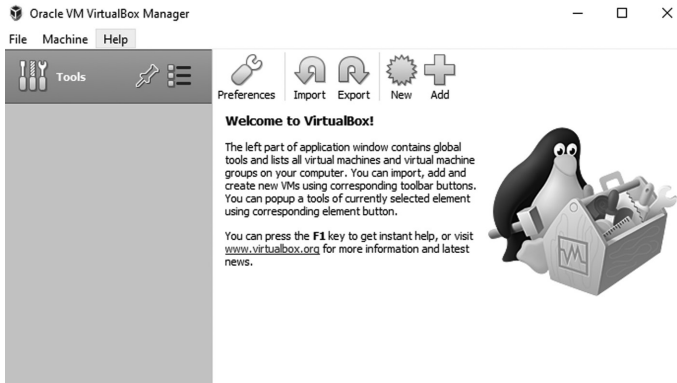 Oracle VM VirtualBox Manager
File Machine Help
Tools
Preferences Import Export New Add
Welcome to VirtualBox!
The left part of application window contains global
tools and lists all virtual machines and virtual machine
groups on your computer. You can import, add and
create new VMs using corresponding toolbar buttons.
You can popup a tools of currently selected element
using corresponding element button.
You can press the F1 key to get instant help, or visit
www.virtualbox.org for more information and latest
news.